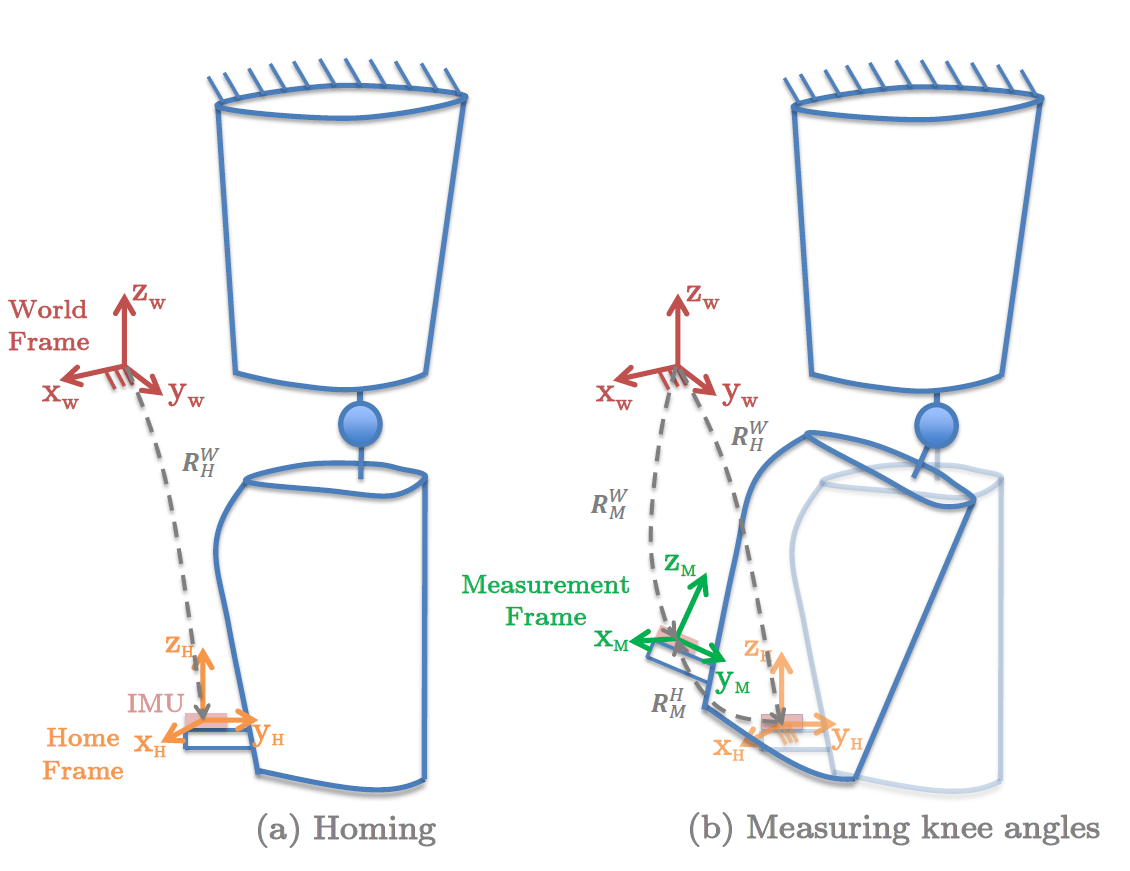 World
Frame
z_W
x_W
y_W
R_H^W
z_H
IMU
Home
Frame
x_H
y_H
(a) Homing
z_W
x_W
y_W
R_H^W
R_M^W
Measurement
Frame
z_M
x_M
y_M
R_M^H
z_H
x_H
y_H
(b) Measuring knee angles